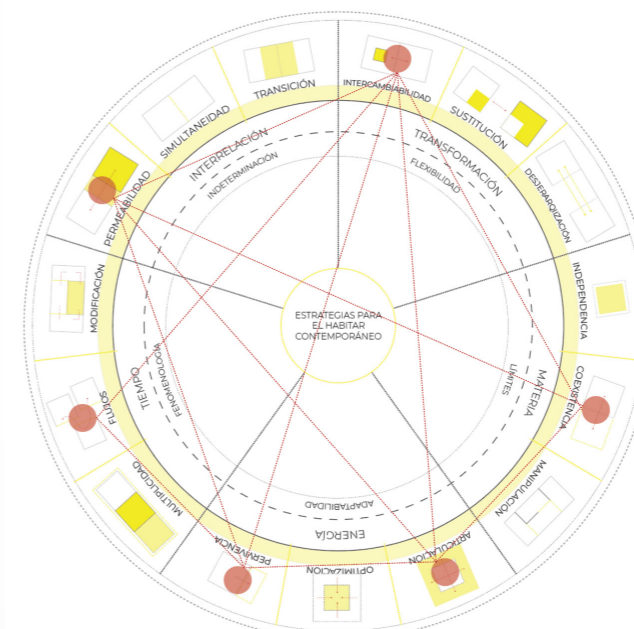 ESTRATEGIAS PARA
EL HABITAR
CONTEMPORÁNEO
INTERCAMBIABILIDAD
SUSTITUCIÓN
DESJERARQUIZACIÓN
INDEPENDENCIA
COEXISTENCIA
MANIPULACIÓN
ARTICULACIÓN
OPTIMIZACIÓN
PERVIVENCIA
MULTIPLICIDAD
FLUJOS
MODIFICACIÓN
PERMEABILIDAD
SIMULTANEIDAD
TRANSICIÓN
TRANSFORMACIÓN
FLEXIBILIDAD
MATERIA
LÍMITES
ENERGÍA
ADAPTABILIDAD
TIEMPO
FENOMENOLOGÍA
INTERRELACIÓN
INDETERMINACIÓN